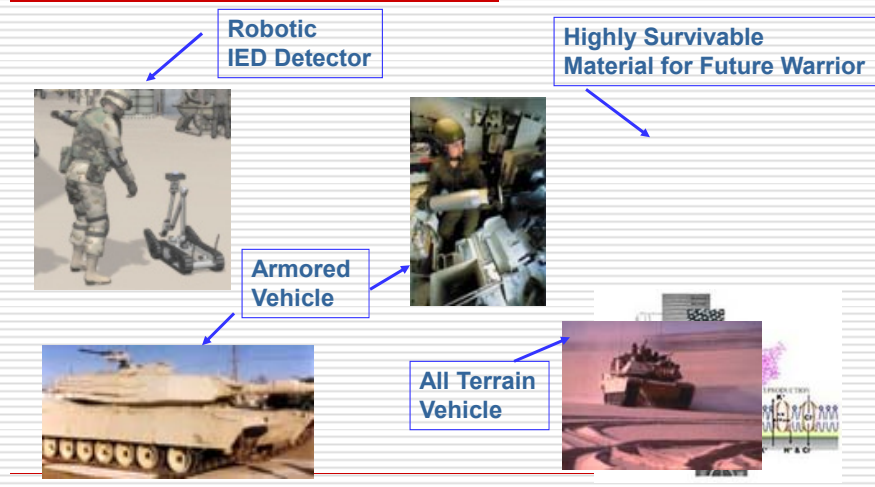 Robotic
IED Detector
Highly Survivable
Material for Future Warrior
Armored
Vehicle
All Terrain
Vehicle